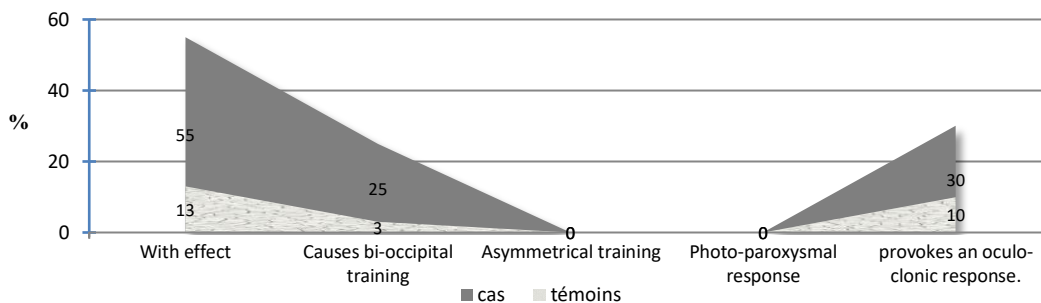 60
40
%
55
20
25
30
13
10
3
0
0
0
With effect
Causes bi-occipital
training
Asymmetrical training
Photo-paroxysmal
response
provokes an oculo-
clonic response.
cas
témoins